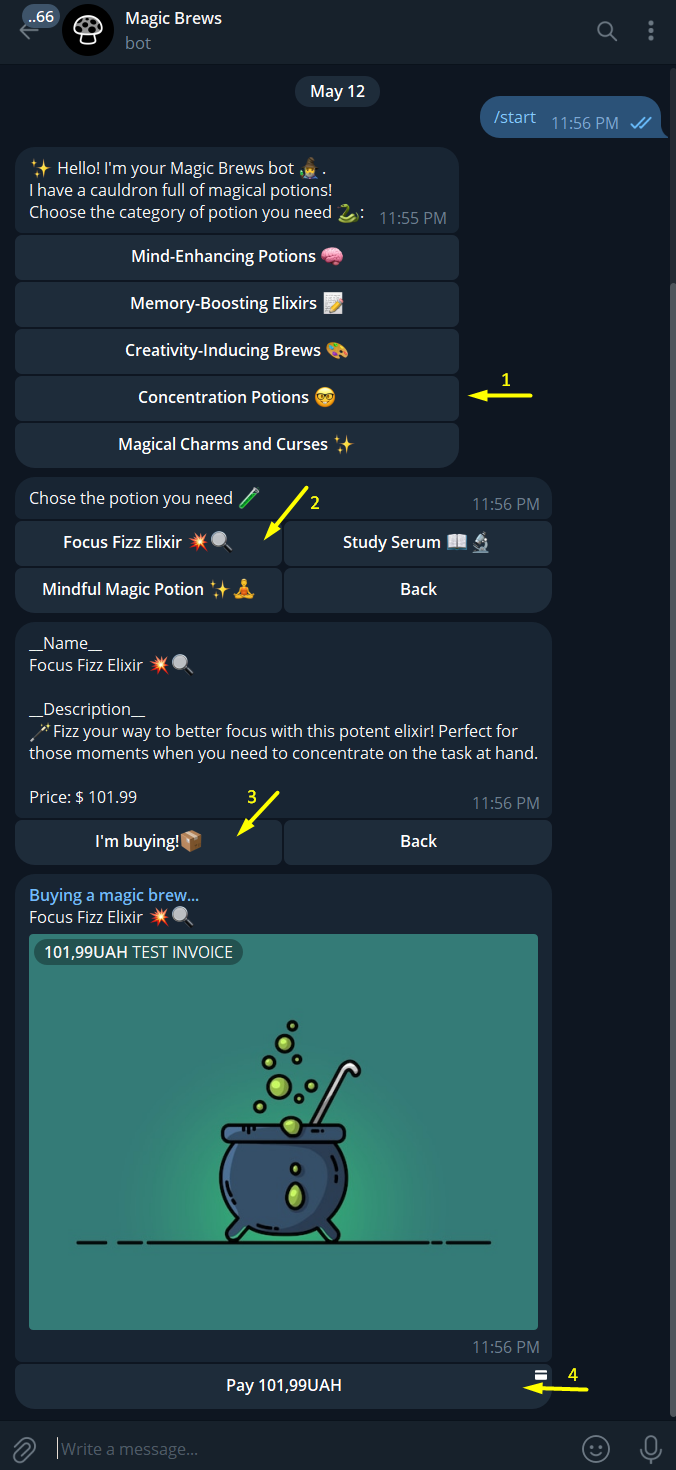 ..66
Magic Brews
bot
May 12
/start 11:56 PM
✨ Hello! I'm your Magic Brews bot 🧙‍♀️ .
I have a cauldron full of magical potions!
Choose the category of potion you need 🐍: 11:55 PM
Mind-Enhancing Potions 🧠
Memory-Boosting Elixirs 📝
Creativity-Inducing Brews 🎨
Concentration Potions 🤓
1
Magical Charms and Curses ✨
Chose the potion you need 🧪 11:56 PM
2
Focus Fizz Elixir 💥🔍 Study Serum 📖🔬
Mindful Magic Potion ✨🧘 Back
__Name__
Focus Fizz Elixir 💥🔍
__Description__
🪄Fizz your way to better focus with this potent elixir! Perfect for
those moments when you need to concentrate on the task at hand.
Price: $ 101.99 11:56 PM
3
I'm buying!📦 Back
Buying a magic brew...
Focus Fizz Elixir 💥🔍
101,99UAH TEST INVOICE
11:56 PM
Pay 101,99UAH
4
Write a message...